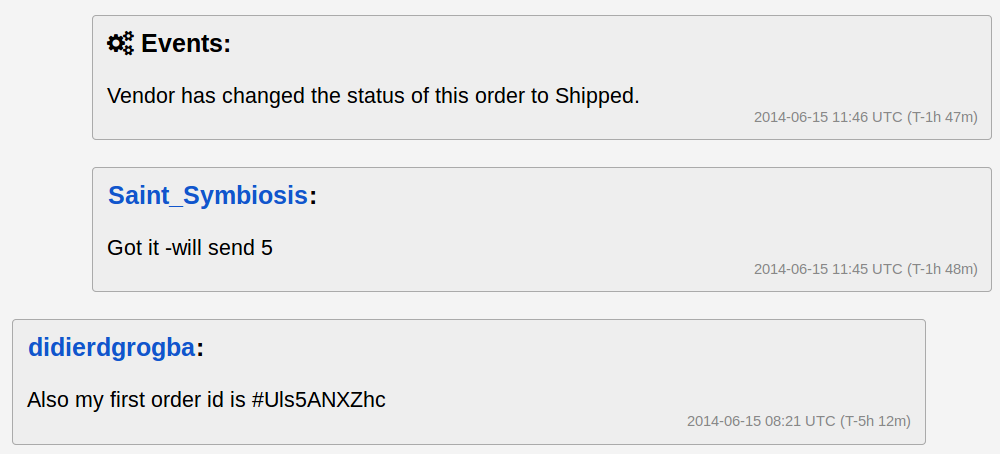 Events:
Vendor has changed the status of this order to Shipped.
2014-06-15 11:46 UTC (T-1h 47m)
Saint_Symbiosis:
Got it -will send 5
2014-06-15 11:45 UTC (T-1h 48m)
didierdgrogba:
Also my first order id is #Uls5ANXZhc
2014-06-15 08:21 UTC (T-5h 12m)